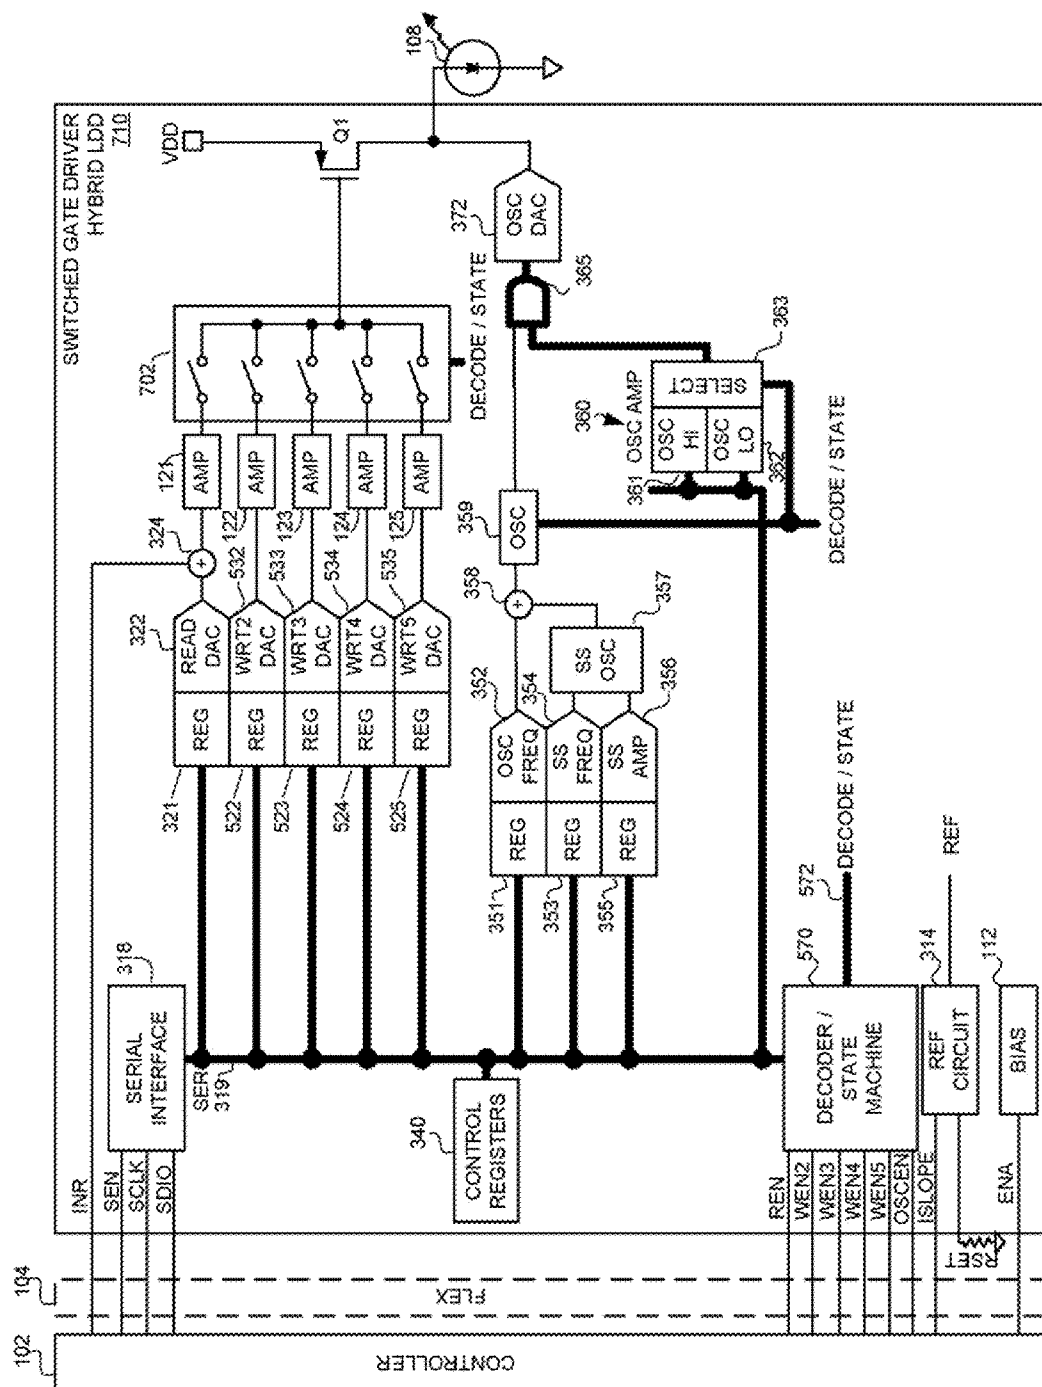 SWITCHED GATE DRIVER
HYBRID LDD
710
VDD
Q1
108
702
DECODE / STATE
121
AMP
122
AMP
123
AMP
124
AMP
125
AMP
324
+
532
533
534
535
322
READ
DAC
WRT2
DAC
WRT3
DAC
WRT4
DAC
WRT5
DAC
REG
REG
REG
REG
REG
321
522
523
524
525
372
OSC
DAC
365
363
SELECT
360
OSC AMP
OSC
HI
OSC
LO
361
362
DECODE / STATE
359
OSC
358
+
357
SS
OSC
352
354
356
OSC
FREQ
SS
FREQ
SS
AMP
REG
REG
REG
351
353
355
318
SERIAL
INTERFACE
SER
319
340
CONTROL
REGISTERS
DECODE / STATE
572
570
DECODER /
STATE
MACHINE
REF
314
REF
CIRCUIT
112
BIAS
INR
SEN
SCLK
SDIO
REN
WEN2
WEN3
WEN4
WEN5
OSCEN
ISLOPE
ENA
RSET
104
FLEX
102
CONTROLLER